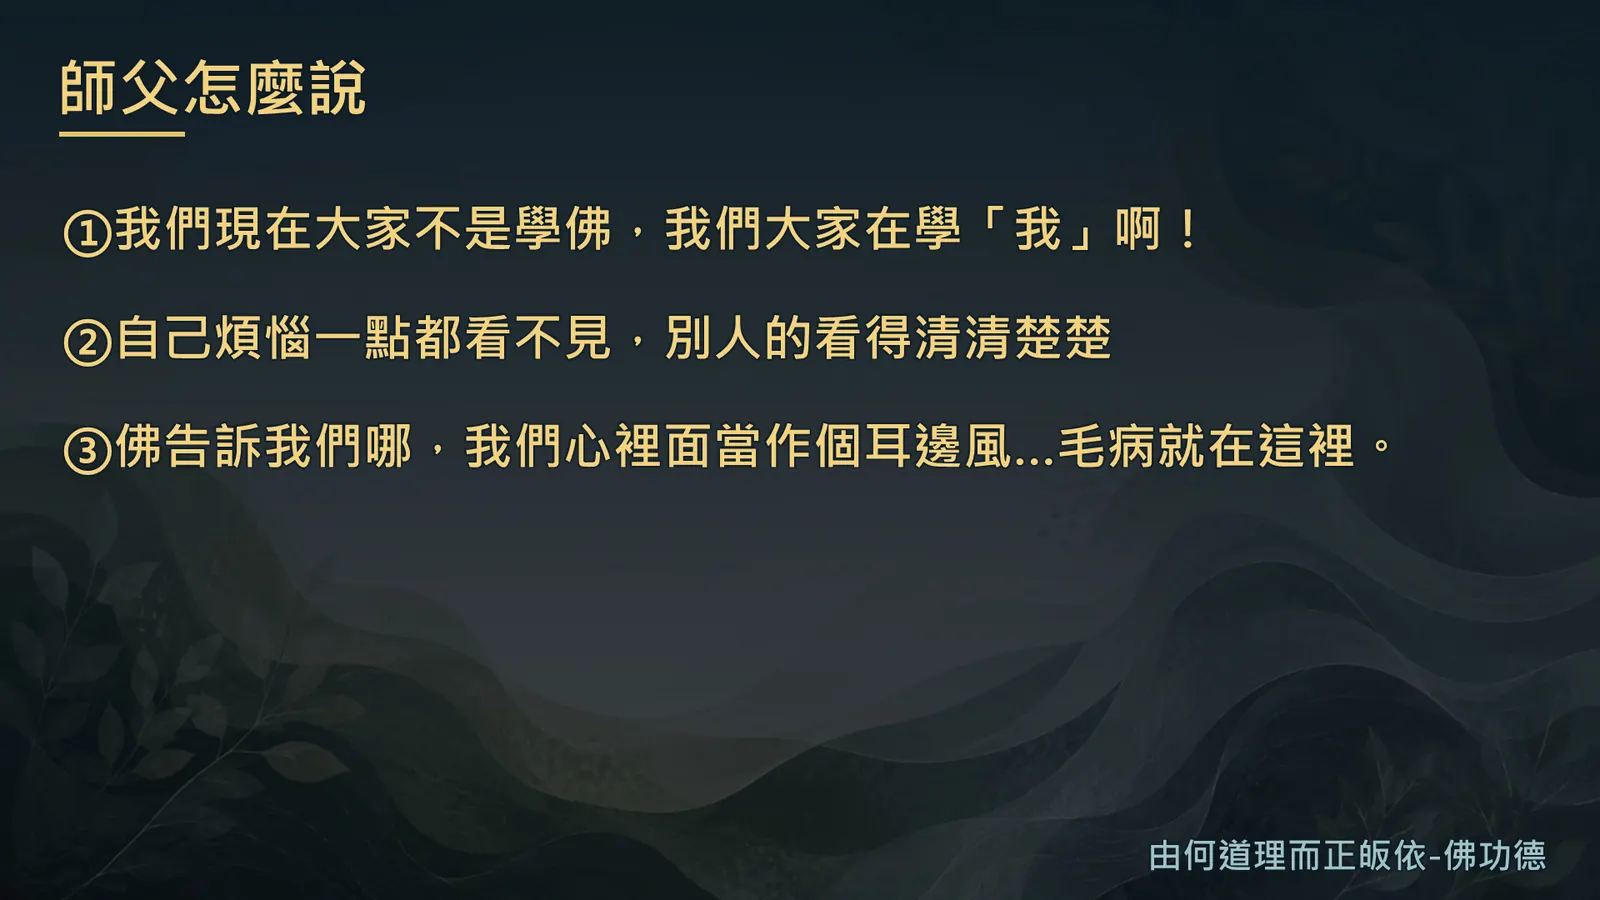 師父怎麼說
①我們現在大家不是學佛，我們大家在學「我」啊！
②自己煩惱一點都看不見，別人的看得清清楚楚
③佛告訴我們哪，我們心裡面當作個耳邊風...毛病就在這裡。
由何道理而正皈依-佛功德